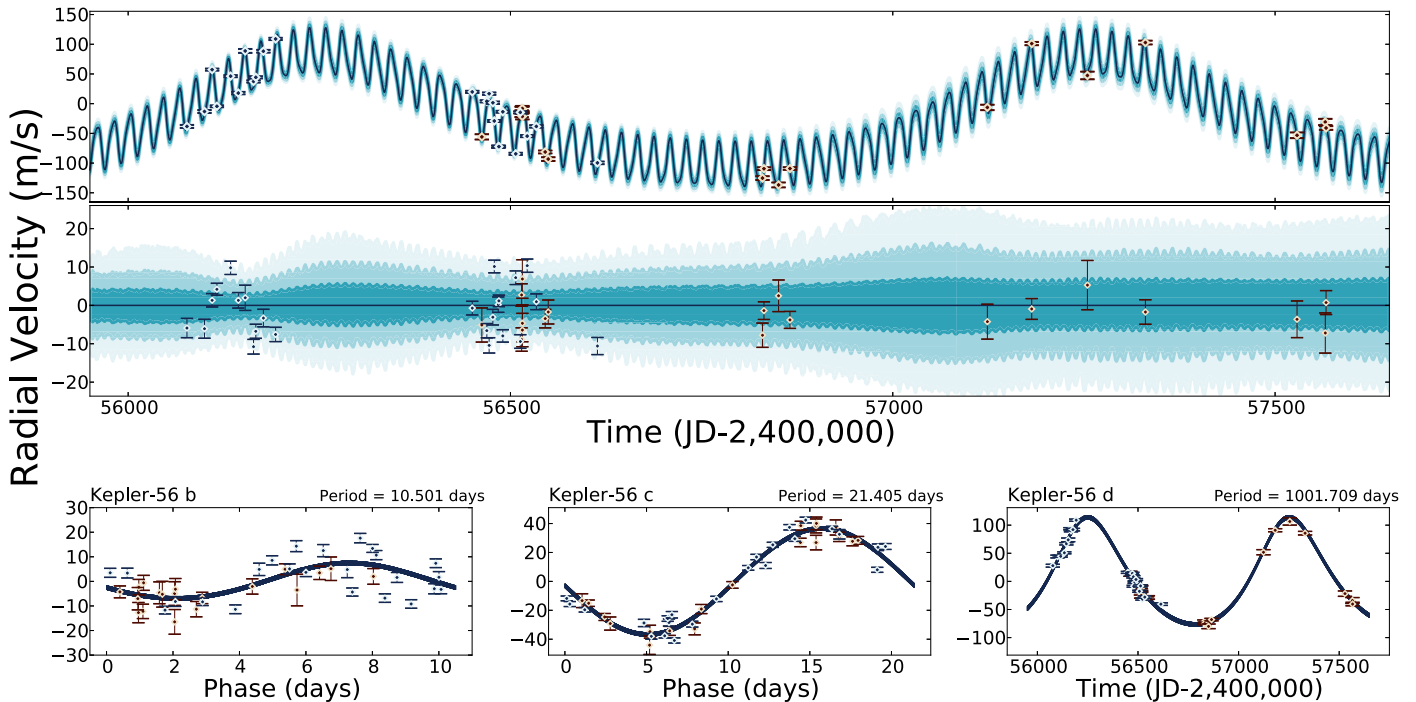 Radial Velocity (m/s)
150
100
50
0
−50
−100
−150
20
10
0
−10
−20
56000 56500 57000 57500
Time (JD-2,400,000)
Kepler-56 b Period = 10.501 days
30
20
10
0
−10
−20
−30
0 2 4 6 8 10
Phase (days)
Kepler-56 c Period = 21.405 days
40
20
0
−20
−40
0 5 10 15 20
Phase (days)
Kepler-56 d Period = 1001.709 days
100
50
0
−50
−100
56000 56500 57000 57500
Time (JD-2,400,000)